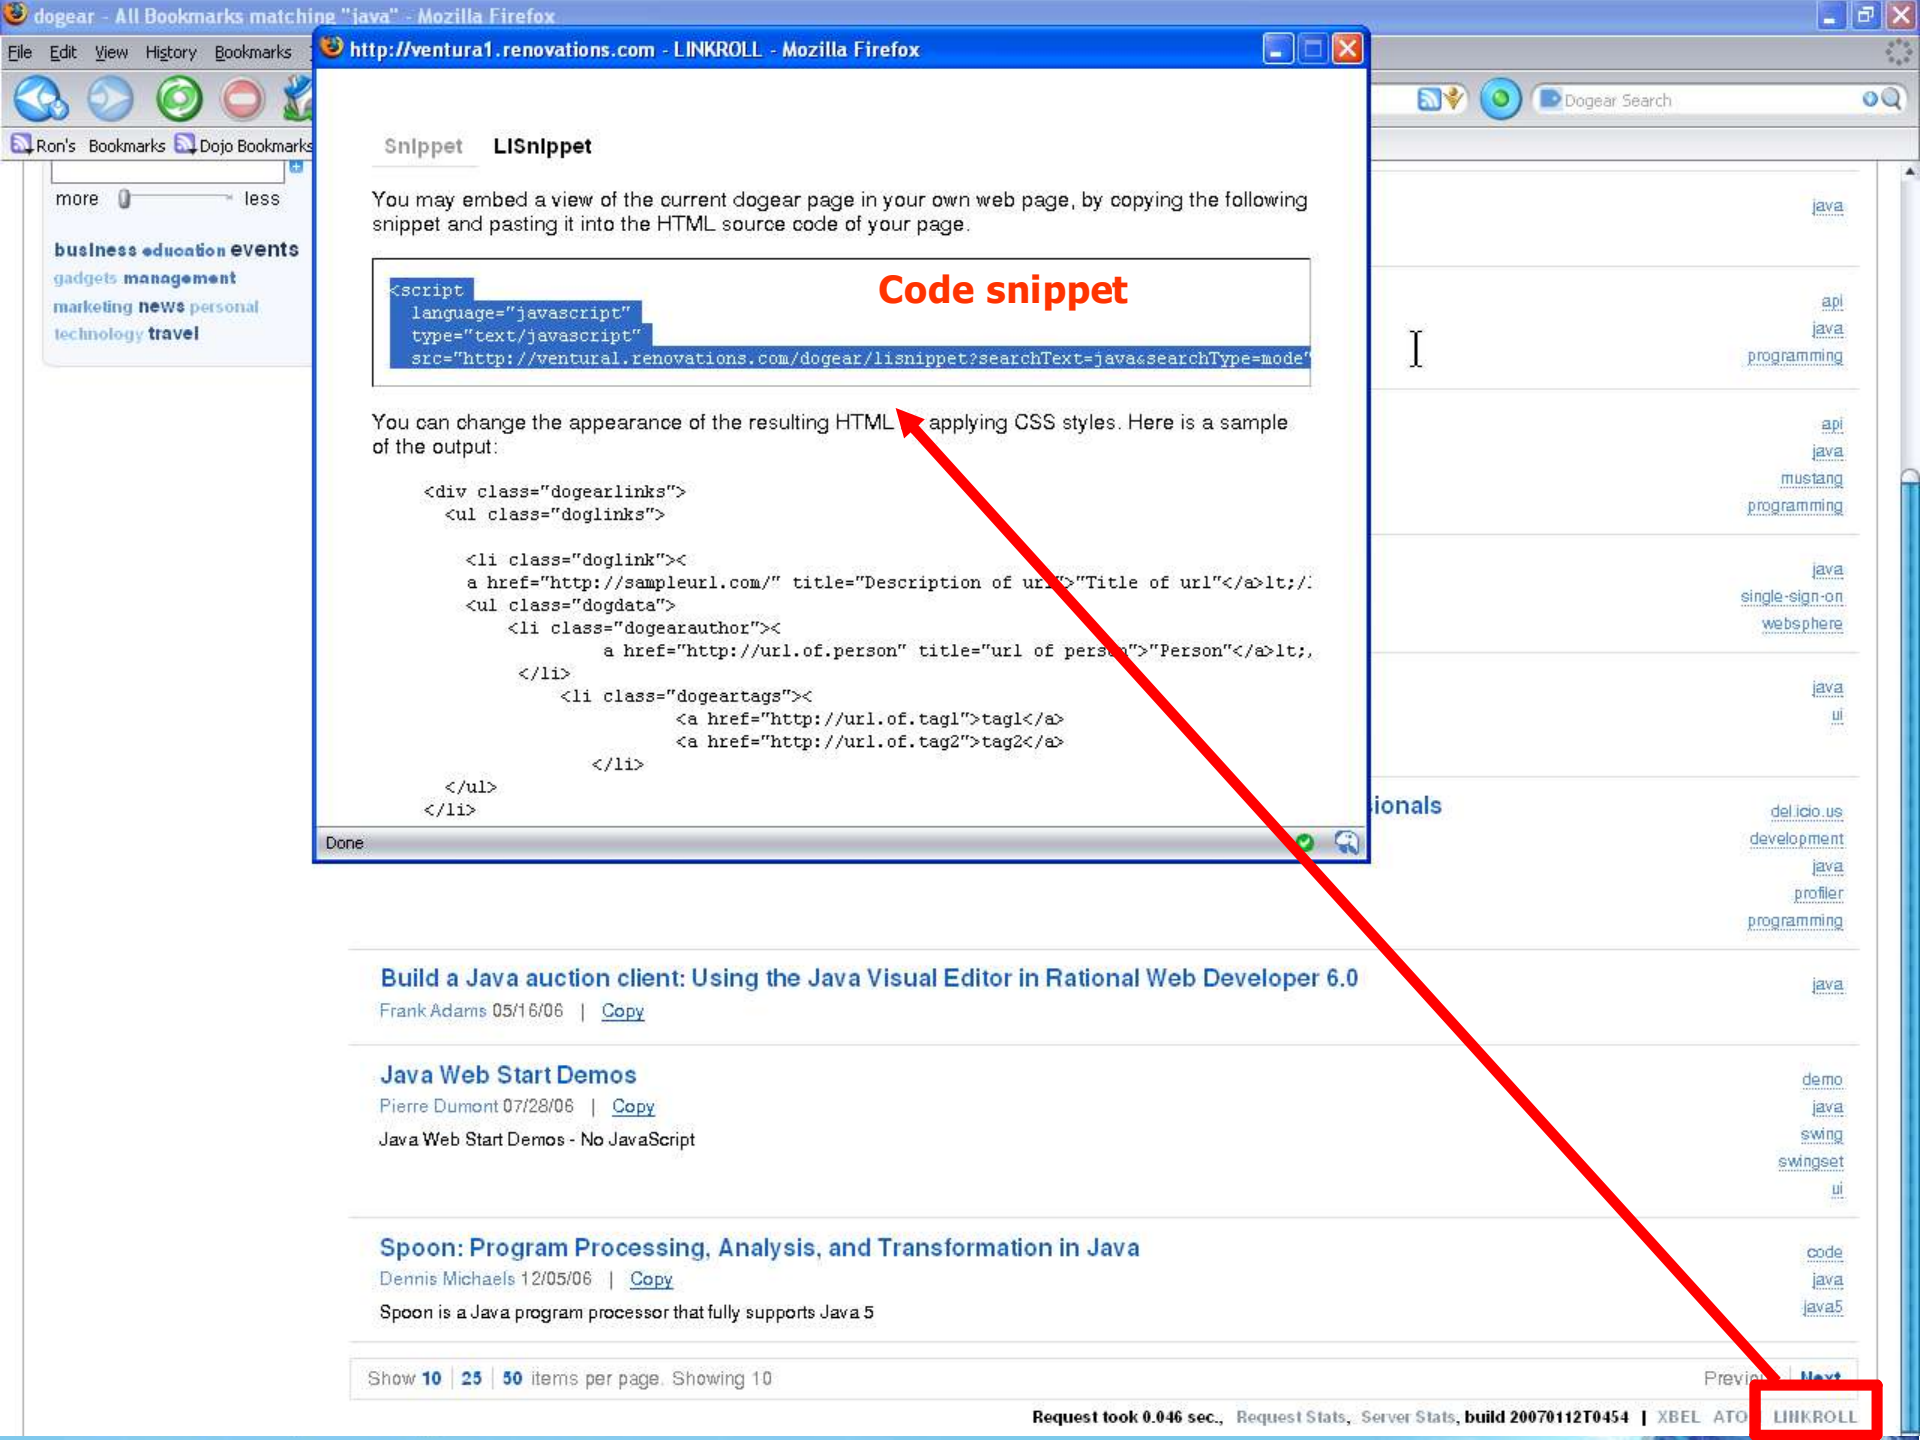 dogear - All Bookmarks matching "java" - Mozilla Firefox
File Edit View History Bookmarks
Dogear Search
Ron's Bookmarks Dojo Bookmarks
http://ventura1.renovations.com - LINKROLL - Mozilla Firefox
Snippet LISnippet
You may embed a view of the current dogear page in your own web page, by copying the following
snippet and pasting it into the HTML source code of your page.
Code snippet
<script
language="javascript"
type="text/javascript"
src="http://ventura1.renovations.com/dogear/lisnippet?searchText=java&searchType=mode"
You can change the appearance of the resulting HTML applying CSS styles. Here is a sample
of the output:
<div class="dogearlinks">
<ul class="doglinks">
<li class="doglink"><
a href="http://sampleurl.com/" title="Description of url">"Title of url"</a>lt;/
<ul class="dogdata">
<li class="dogearauthor"><
a href="http://url.of.person" title="url of person">"Person"</a>lt;
</li>
<li class="dogeartags"><
<a href="http://url.of.tag1">tag1</a>
<a href="http://url.of.tag2">tag2</a>
</li>
</ul>
</li>
Done
more less
business education events
gadgets management
marketing news personal
technology travel
java
api
java
programming
api
java
mustang
programming
java
single-sign-on
websphere
java
ui
ionals
del.icio.us
development
java
profiler
programming
Build a Java auction client: Using the Java Visual Editor in Rational Web Developer 6.0
Frank Adams 05/16/06 | Copy
java
Java Web Start Demos
Pierre Dumont 07/28/06 | Copy
Java Web Start Demos - No JavaScript
demo
java
swing
swingset
ui
Spoon: Program Processing, Analysis, and Transformation in Java
Dennis Michaels 12/05/06 | Copy
Spoon is a Java program processor that fully supports Java 5
code
java
java5
Show 10 | 25 | 50 items per page. Showing 10
Previous Next
Request took 0.046 sec., Request Stats, Server Stats, build 20070112T0454 | XBEL ATO LINKROLL